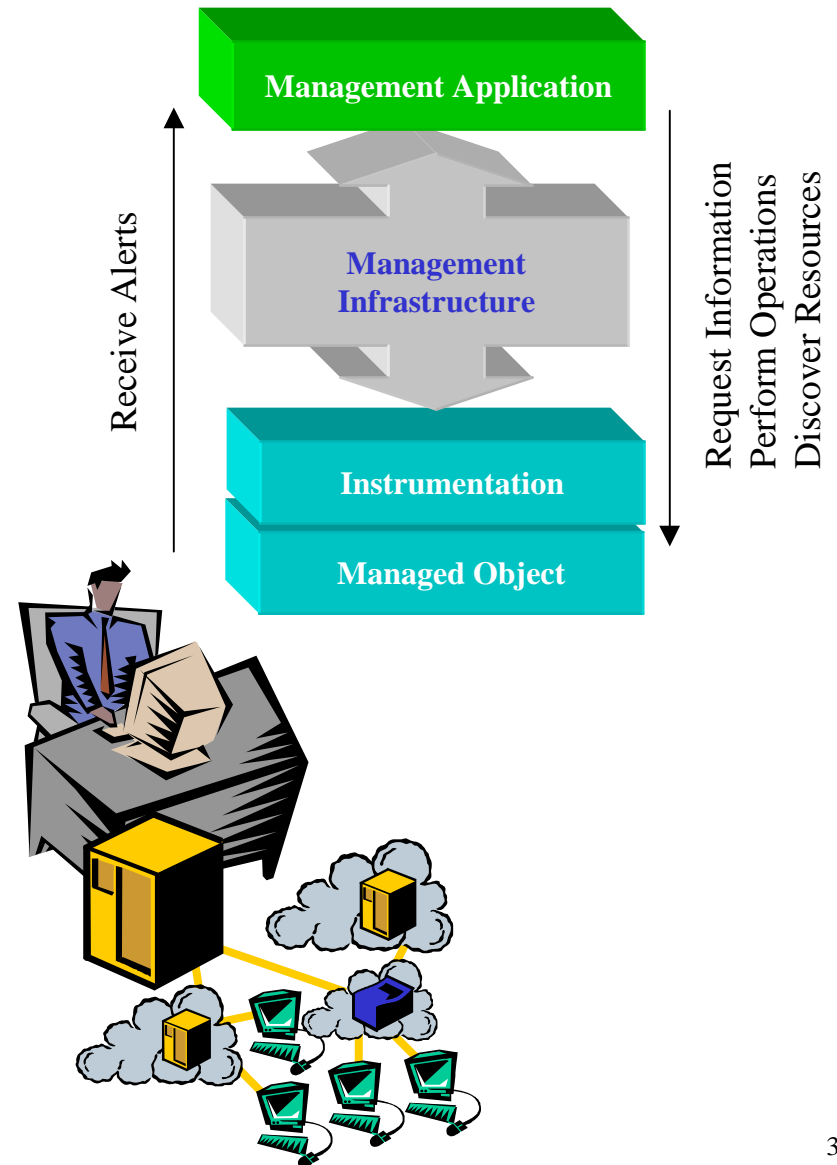 Management Application
Receive Alerts
Management
Infrastructure
Request Information
Perform Operations
Discover Resources
Instrumentation
Managed Object
3